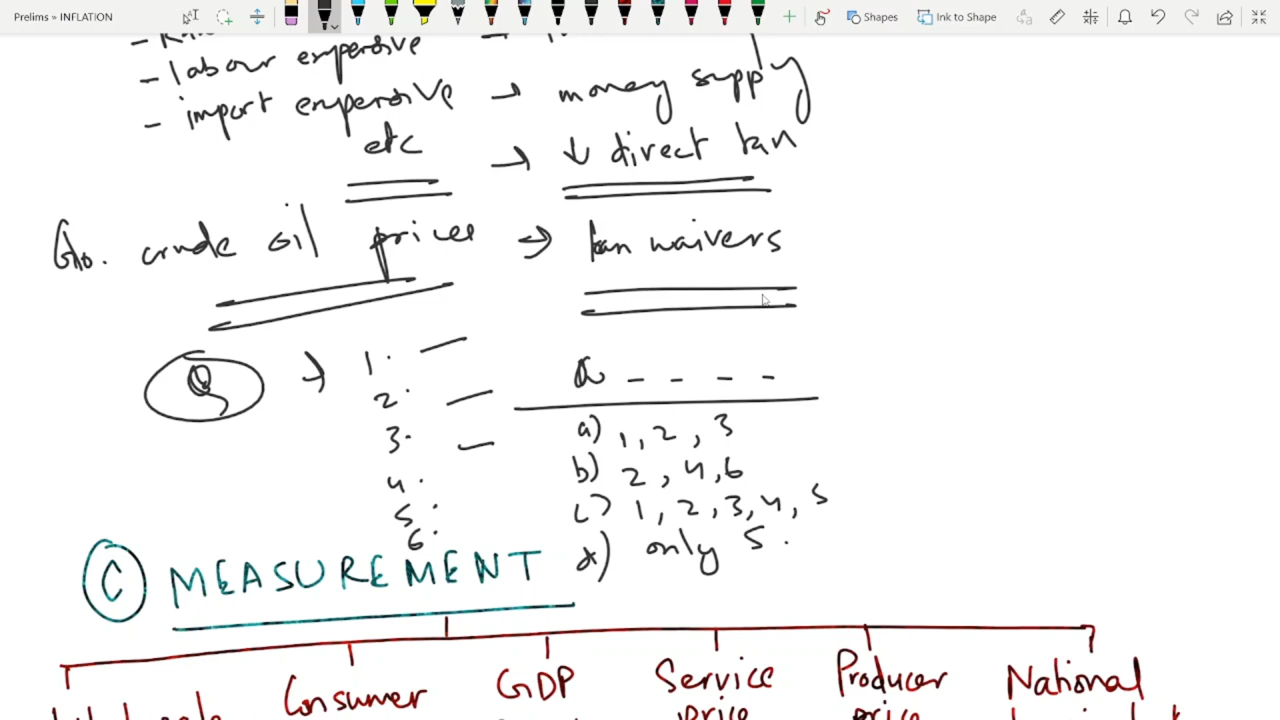 Prelims » INFLATION
Shapes
Ink to Shape
- labour expensive →
- import expensive → money supply
etc → ↓ direct tax
Glo. crude oil prices → tax waivers
Q → 1. —
2. —
3. —
4.
5.
6.
a - - - -
a) 1, 2, 3
b) 2, 4, 6
c) 1, 2, 3, 4, 5
d) only 5.
C MEASUREMENT
Consumer
GDP
Service price
Producer price
National